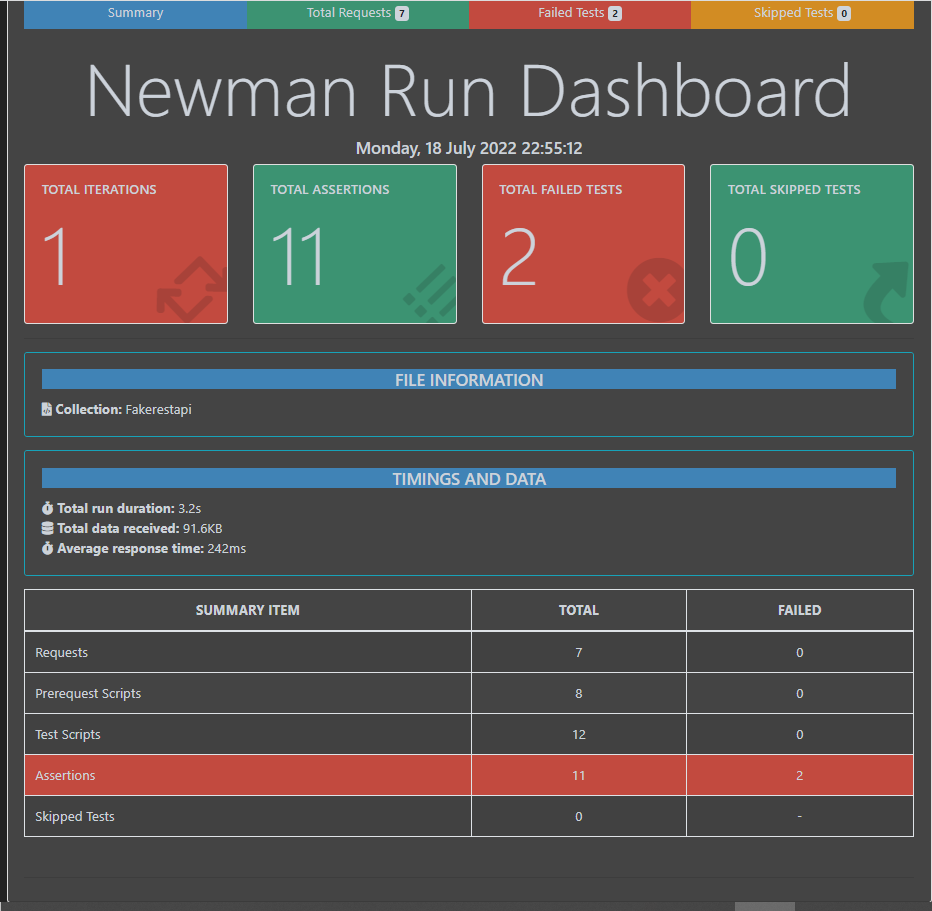 Summary Total Requests 7 Failed Tests 2 Skipped Tests 0
Newman Run Dashboard
Monday, 18 July 2022 22:55:12
TOTAL ITERATIONS TOTAL ASSERTIONS TOTAL FAILED TESTS TOTAL SKIPPED TESTS
1 11 2 0
FILE INFORMATION
Collection: Fakerestapi
TIMINGS AND DATA
Total run duration: 3.2s
Total data received: 91.6KB
Average response time: 242ms
SUMMARY ITEM TOTAL FAILED
Requests 7 0
Prerequest Scripts 8 0
Test Scripts 12 0
Assertions 11 2
Skipped Tests 0 -